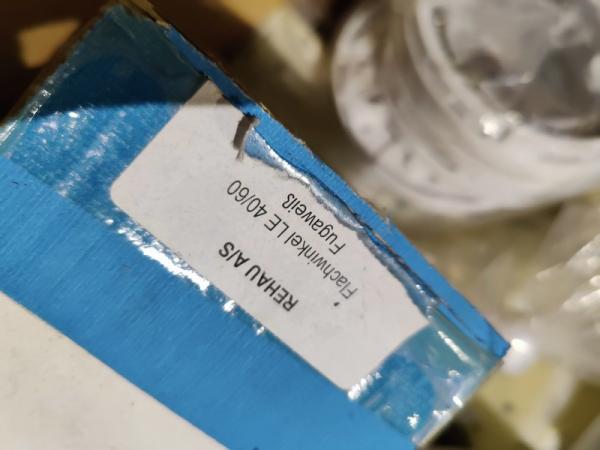 REHAU A/S
Flachwinkel LE 40/60
Fugaweiß